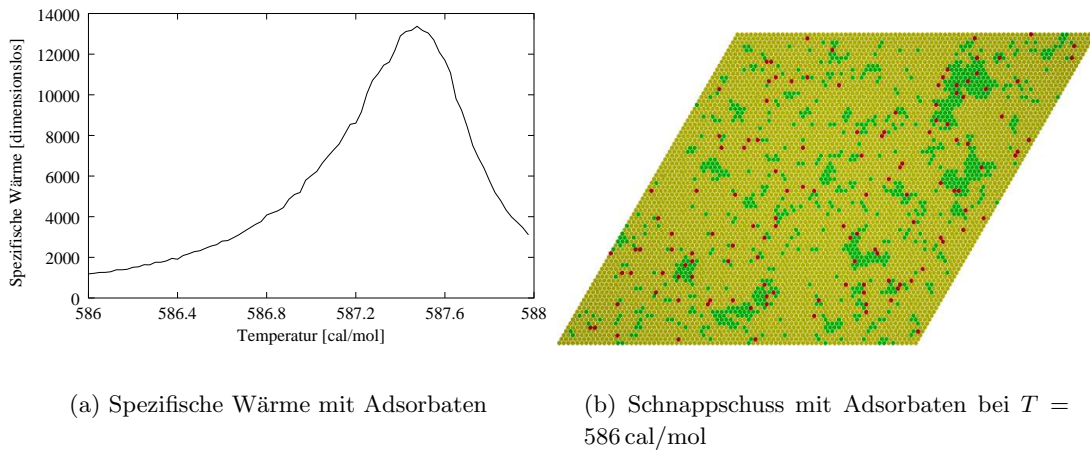 14000
12000
10000
8000
6000
4000
2000
0
Spezifische Wärme [dimensionslos]
586 586.4 586.8 587.2 587.6 588
Temperatur [cal/mol]
(a) Spezifische Wärme mit Adsorbaten
(b) Schnappschuss mit Adsorbaten bei T =
586 cal/mol